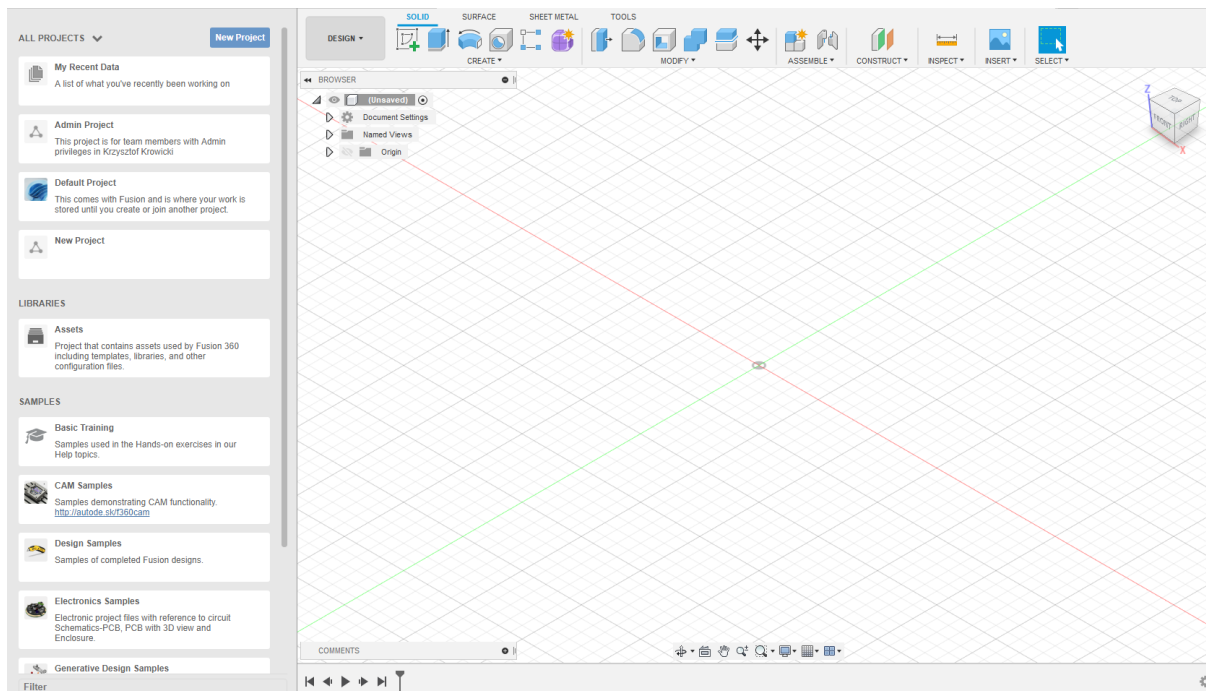 ALL PROJECTS
New Project
My Recent Data
A list of what you've recently been working on
Admin Project
This project is for team members with Admin
privileges in Krzysztof Krowicki
Default Project
This comes with Fusion and is where your work is
stored until you create or join another project.
New Project
LIBRARIES
Assets
Project that contains assets used by Fusion 360
including templates, libraries, and other
configuration files.
SAMPLES
Basic Training
Samples used in the Hands-on exercises in our
Help topics.
CAM Samples
Samples demonstrating CAM functionality.
http://autode.sk/f360cam
Design Samples
Samples of completed Fusion designs.
Electronics Samples
Electronic project files with reference to circuit
Schematics-PCB, PCB with 3D view and
Enclosure.
Generative Design Samples
Filter
SOLID SURFACE SHEET METAL TOOLS
DESIGN
CREATE MODIFY ASSEMBLE CONSTRUCT INSPECT INSERT SELECT
BROWSER
(Unsaved)
Document Settings
Named Views
Origin
Z
TOP
FRONT RIGHT
X
COMMENTS